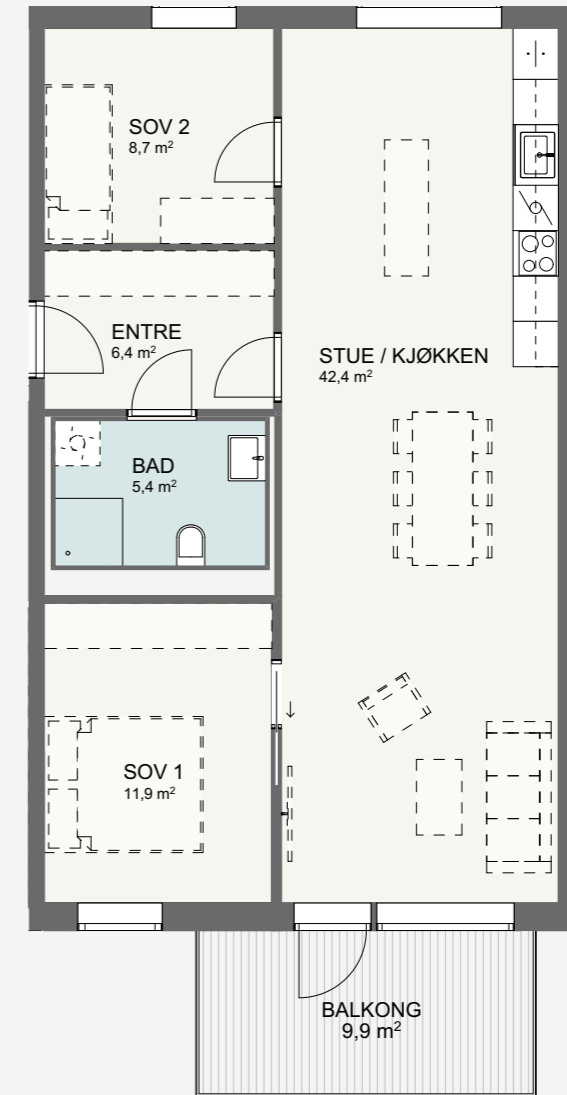 SOV 2
8,7 m²
ENTRE
6,4 m²
STUE / KJØKKEN
42,4 m²
BAD
5,4 m²
SOV 1
11,9 m²
BALKONG
9,9 m²